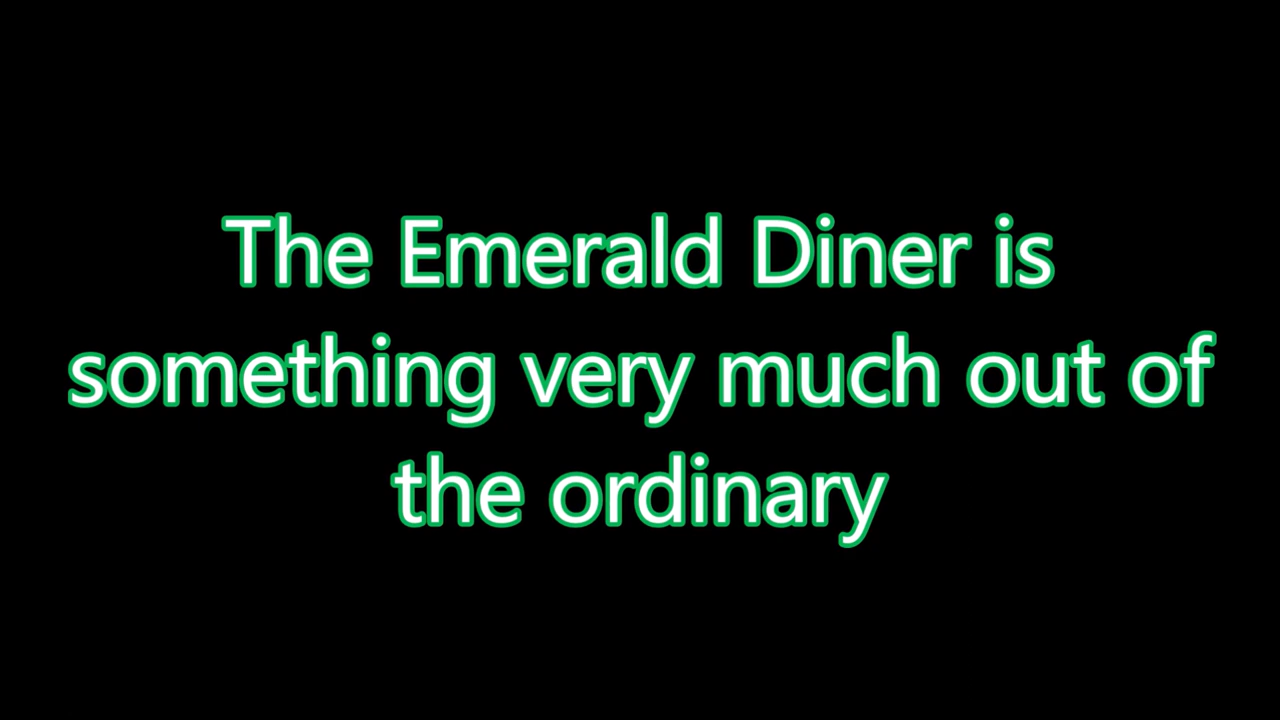 The Emerald Diner is
something very much out of
the ordinary